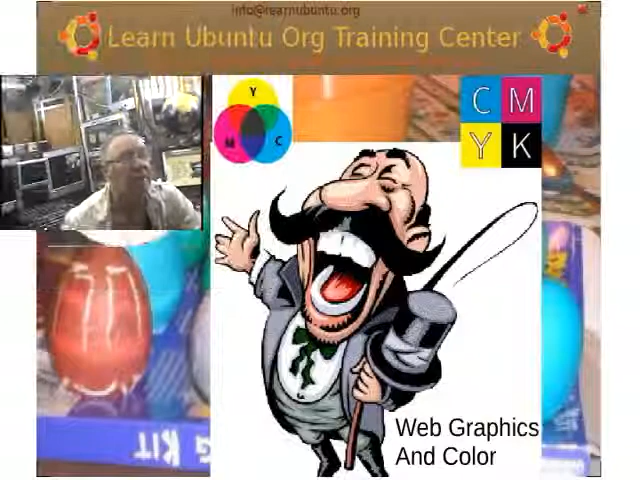 info@learnubuntu.org
Learn Ubuntu Org Training Center
Y
M
C
C M
Y K
Web Graphics
And Color
KIT